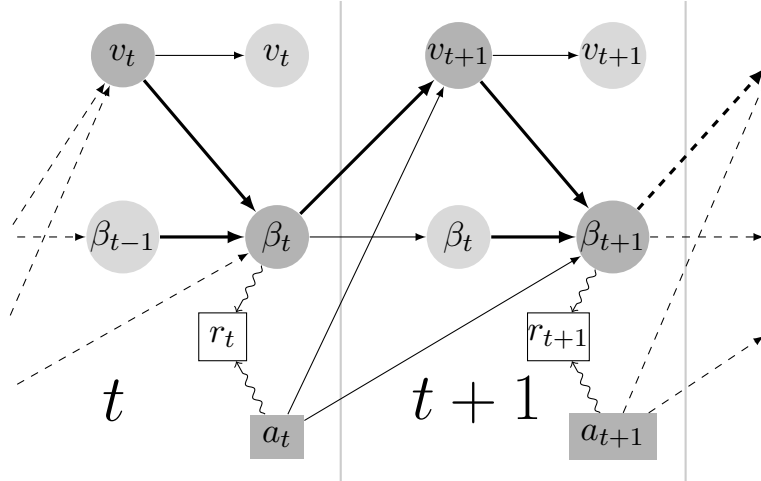 v_t v_t v_{t+1} v_{t+1}
β_{t−1} β_t β_t β_{t+1}
r_t r_{t+1}
t t + 1
a_t a_{t+1}